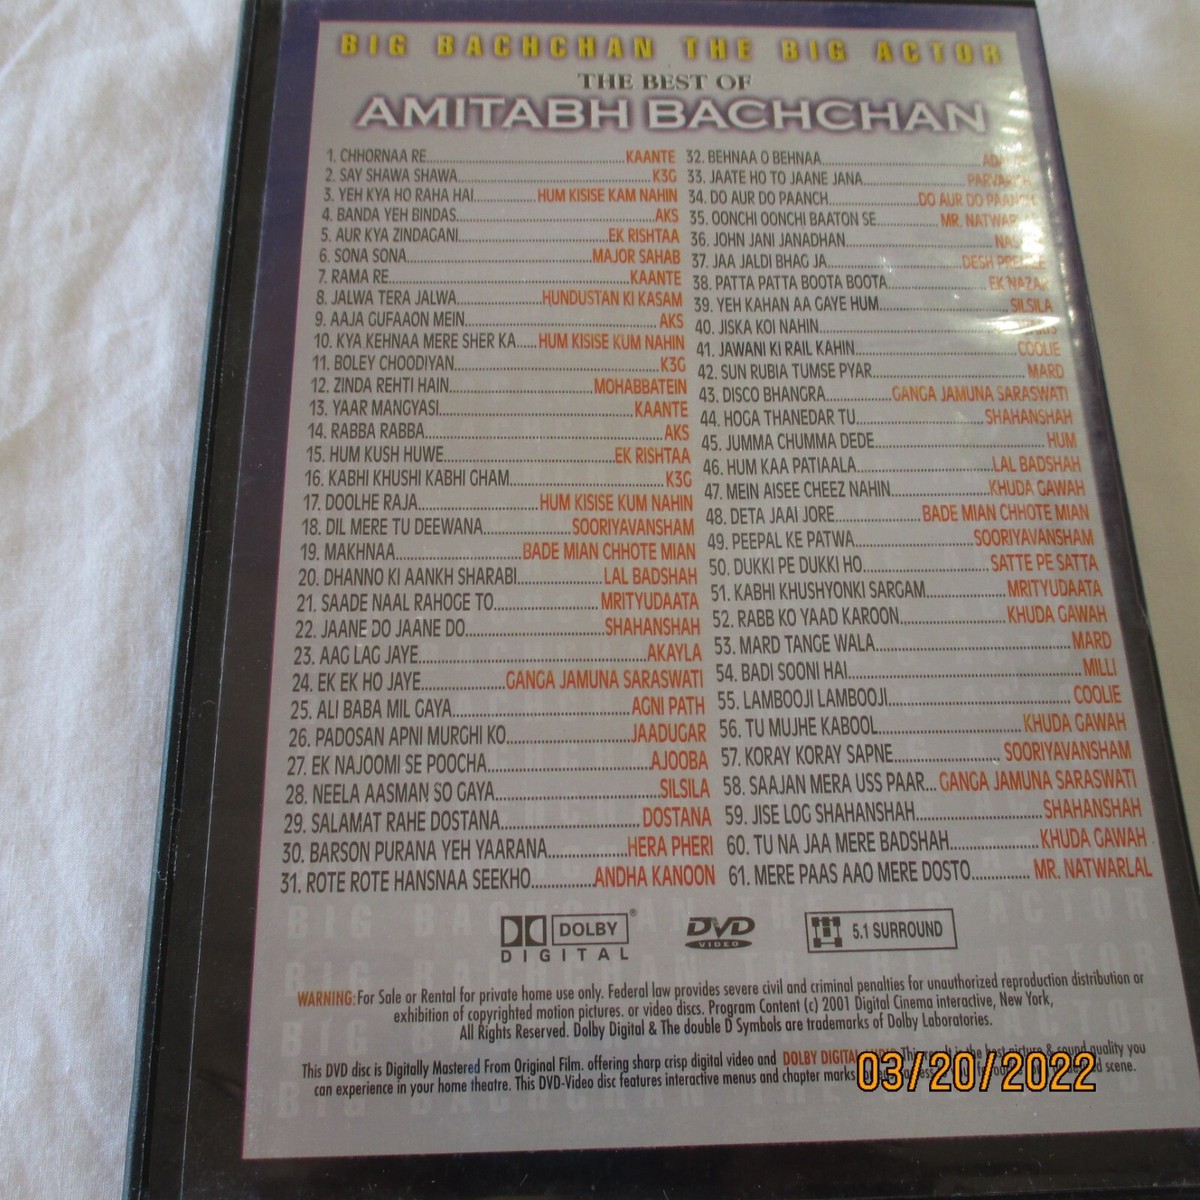 BIG BACHCHAN THE BIG ACTOR
THE BEST OF
AMITABH BACHCHAN
1. CHHORNAA RE............KAANTE
2. SAY SHAWA SHAWA............K3G
3. YEH KYA HO RAHA HAI............HUM KISISE KAM NAHIN
4. BANDA YEH BINDAS............AKS
5. AUR KYA ZINDAGANI............EK RISHTAA
6. SONA SONA............MAJOR SAHAB
7. RAMA RE............KAANTE
8. JALWA TERA JALWA............HUNDUSTAN KI KASAM
9. AAJA GUFAAON MEIN............AKS
10. KYA KEHNAA MERE SHER KA......HUM KISISE KUM NAHIN
11. BOLEY CHOODIYAN............K3G
12. ZINDA REHTI HAIN............MOHABBATEIN
13. YAAR MANGYASI............KAANTE
14. RABBA RABBA............AKS
15. HUM KUSH HUWE............EK RISHTAA
16. KABHI KHUSHI KABHI GHAM............K3G
17. DOOLHE RAJA............HUM KISISE KUM NAHIN
18. DIL MERE TU DEEWANA............SOORIYAVANSHAM
19. MAKHNAA............BADE MIAN CHHOTE MIAN
20. DHANNO KI AANKH SHARABI............LAL BADSHAH
21. SAADE NAAL RAHOGE TO............MRITYUDAATA
22. JAANE DO JAANE DO............SHAHANSHAH
23. AAG LAG JAYE............AKAYLA
24. EK EK HO JAYE............GANGA JAMUNA SARASWATI
25. ALI BABA MIL GAYA............AGNI PATH
26. PADOSAN APNI MURGHI KO............JAADUGAR
27. EK NAJOOMI SE POOCHA............AJOOBA
28. NEELA AASMAN SO GAYA............SILSILA
29. SALAMAT RAHE DOSTANA............DOSTANA
30. BARSON PURANA YEH YAARANA............HERA PHERI
31. ROTE ROTE HANSNAA SEEKHO............ANDHA KANOON
32. BEHNAA O BEHNAA............
33. JAATE HO TO JAANE JANA............
34. DO AUR DO PAANCH............DO AUR DO PAANCH
35. OONCHI OONCHI BAATON SE............MR. NATWARLAL
36. JOHN JANI JANADHAN............
37. JAA JALDI BHAG JA............DESH PREMEE
38. PATTA PATTA BOOTA BOOTA............EK NAZAR
39. YEH KAHAN AA GAYE HUM............SILSILA
40. JISKA KOI NAHIN............
41. JAWANI KI RAIL KAHIN............COOLIE
42. SUN RUBIA TUMSE PYAR............MARD
43. DISCO BHANGRA............GANGA JAMUNA SARASWATI
44. HOGA THANEDAR TU............SHAHANSHAH
45. JUMMA CHUMMA DEDE............HUM
46. HUM KAA PATIAALA............LAL BADSHAH
47. MEIN AISEE CHEEZ NAHIN............KHUDA GAWAH
48. DETA JAAI JORE............BADE MIAN CHHOTE MIAN
49. PEEPAL KE PATWA............SOORIYAVANSHAM
50. DUKKI PE DUKKI HO............SATTE PE SATTA
51. KABHI KHUSHYONKI SARGAM............MRITYUDAATA
52. RABB KO YAAD KAROON............KHUDA GAWAH
53. MARD TANGE WALA............MARD
54. BADI SOONI HAI............MILLI
55. LAMBOOJI LAMBOOJI............COOLIE
56. TU MUJHE KABOOL............KHUDA GAWAH
57. KORAY KORAY SAPNE............SOORIYAVANSHAM
58. SAAJAN MERA USS PAAR...GANGA JAMUNA SARASWATI
59. JISE LOG SHAHANSHAH............SHAHANSHAH
60. TU NA JAA MERE BADSHAH............KHUDA GAWAH
61. MERE PAAS AAO MERE DOSTO............MR. NATWARLAL
DOLBY®
DIGITAL
DVD
VIDEO
5.1 SURROUND
WARNING: For Sale or Rental for private home use only. Federal law provides severe civil and criminal penalties for unauthorized reproduction distribution or
exhibition of copyrighted motion pictures. or video discs. Program Content (c) 2001 Digital Cinema interactive, New York,
All Rights Reserved. Dolby Digital & The double D Symbols are trademarks of Dolby Laboratories.
This DVD disc is Digitally Mastered From Original Film. offering sharp crisp digital video and DOLBY DIGITAL the best picture & sound quality you
can experience in your home theatre. This DVD-Video disc features interactive menus and chapter marks scene.
03/20/2022